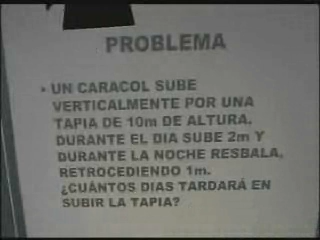 PROBLEMA
• UN CARACOL SUBE
VERTICALMENTE POR UNA
TAPIA DE 10m DE ALTURA.
DURANTE EL DIA SUBE 2m Y
DURANTE LA NOCHE RESBALA,
RETROCEDIENDO 1m.
¿CUÁNTOS DIAS TARDARÁ EN
SUBIR LA TAPIA?